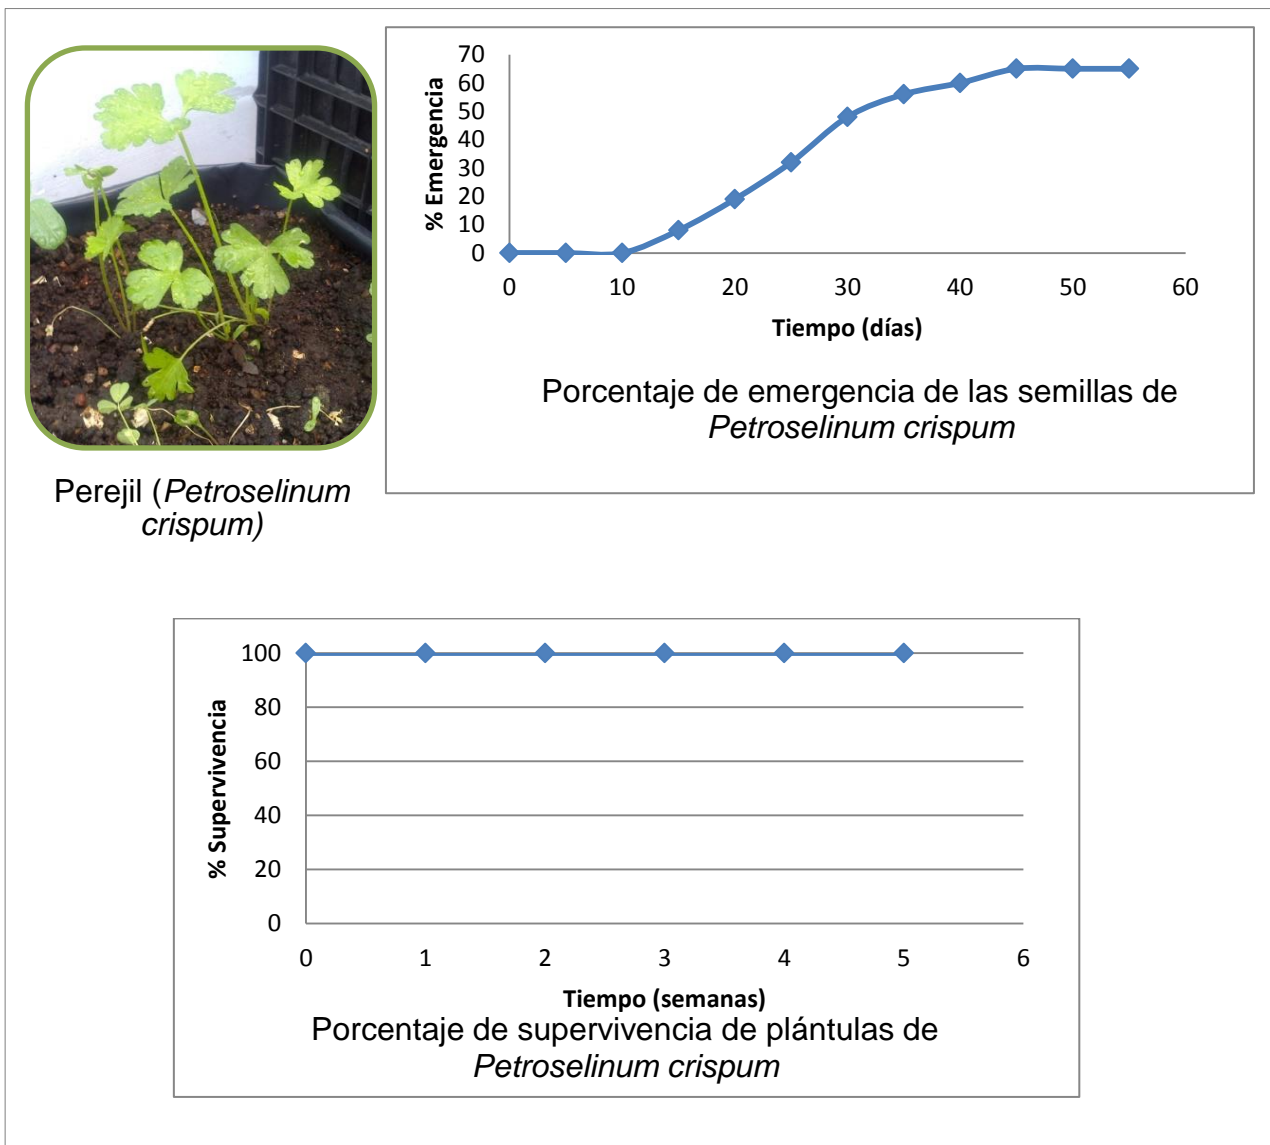 70
60
50
40
30
20
10
0
% Emergencia
0 10 20 30 40 50 60
Tiempo (días)
Porcentaje de emergencia de las semillas de
Petroselinum crispum
Perejil (Petroselinum
crispum)
100
80
60
40
20
0
% Supervivencia
0 1 2 3 4 5 6
Tiempo (semanas)
Porcentaje de supervivencia de plántulas de
Petroselinum crispum